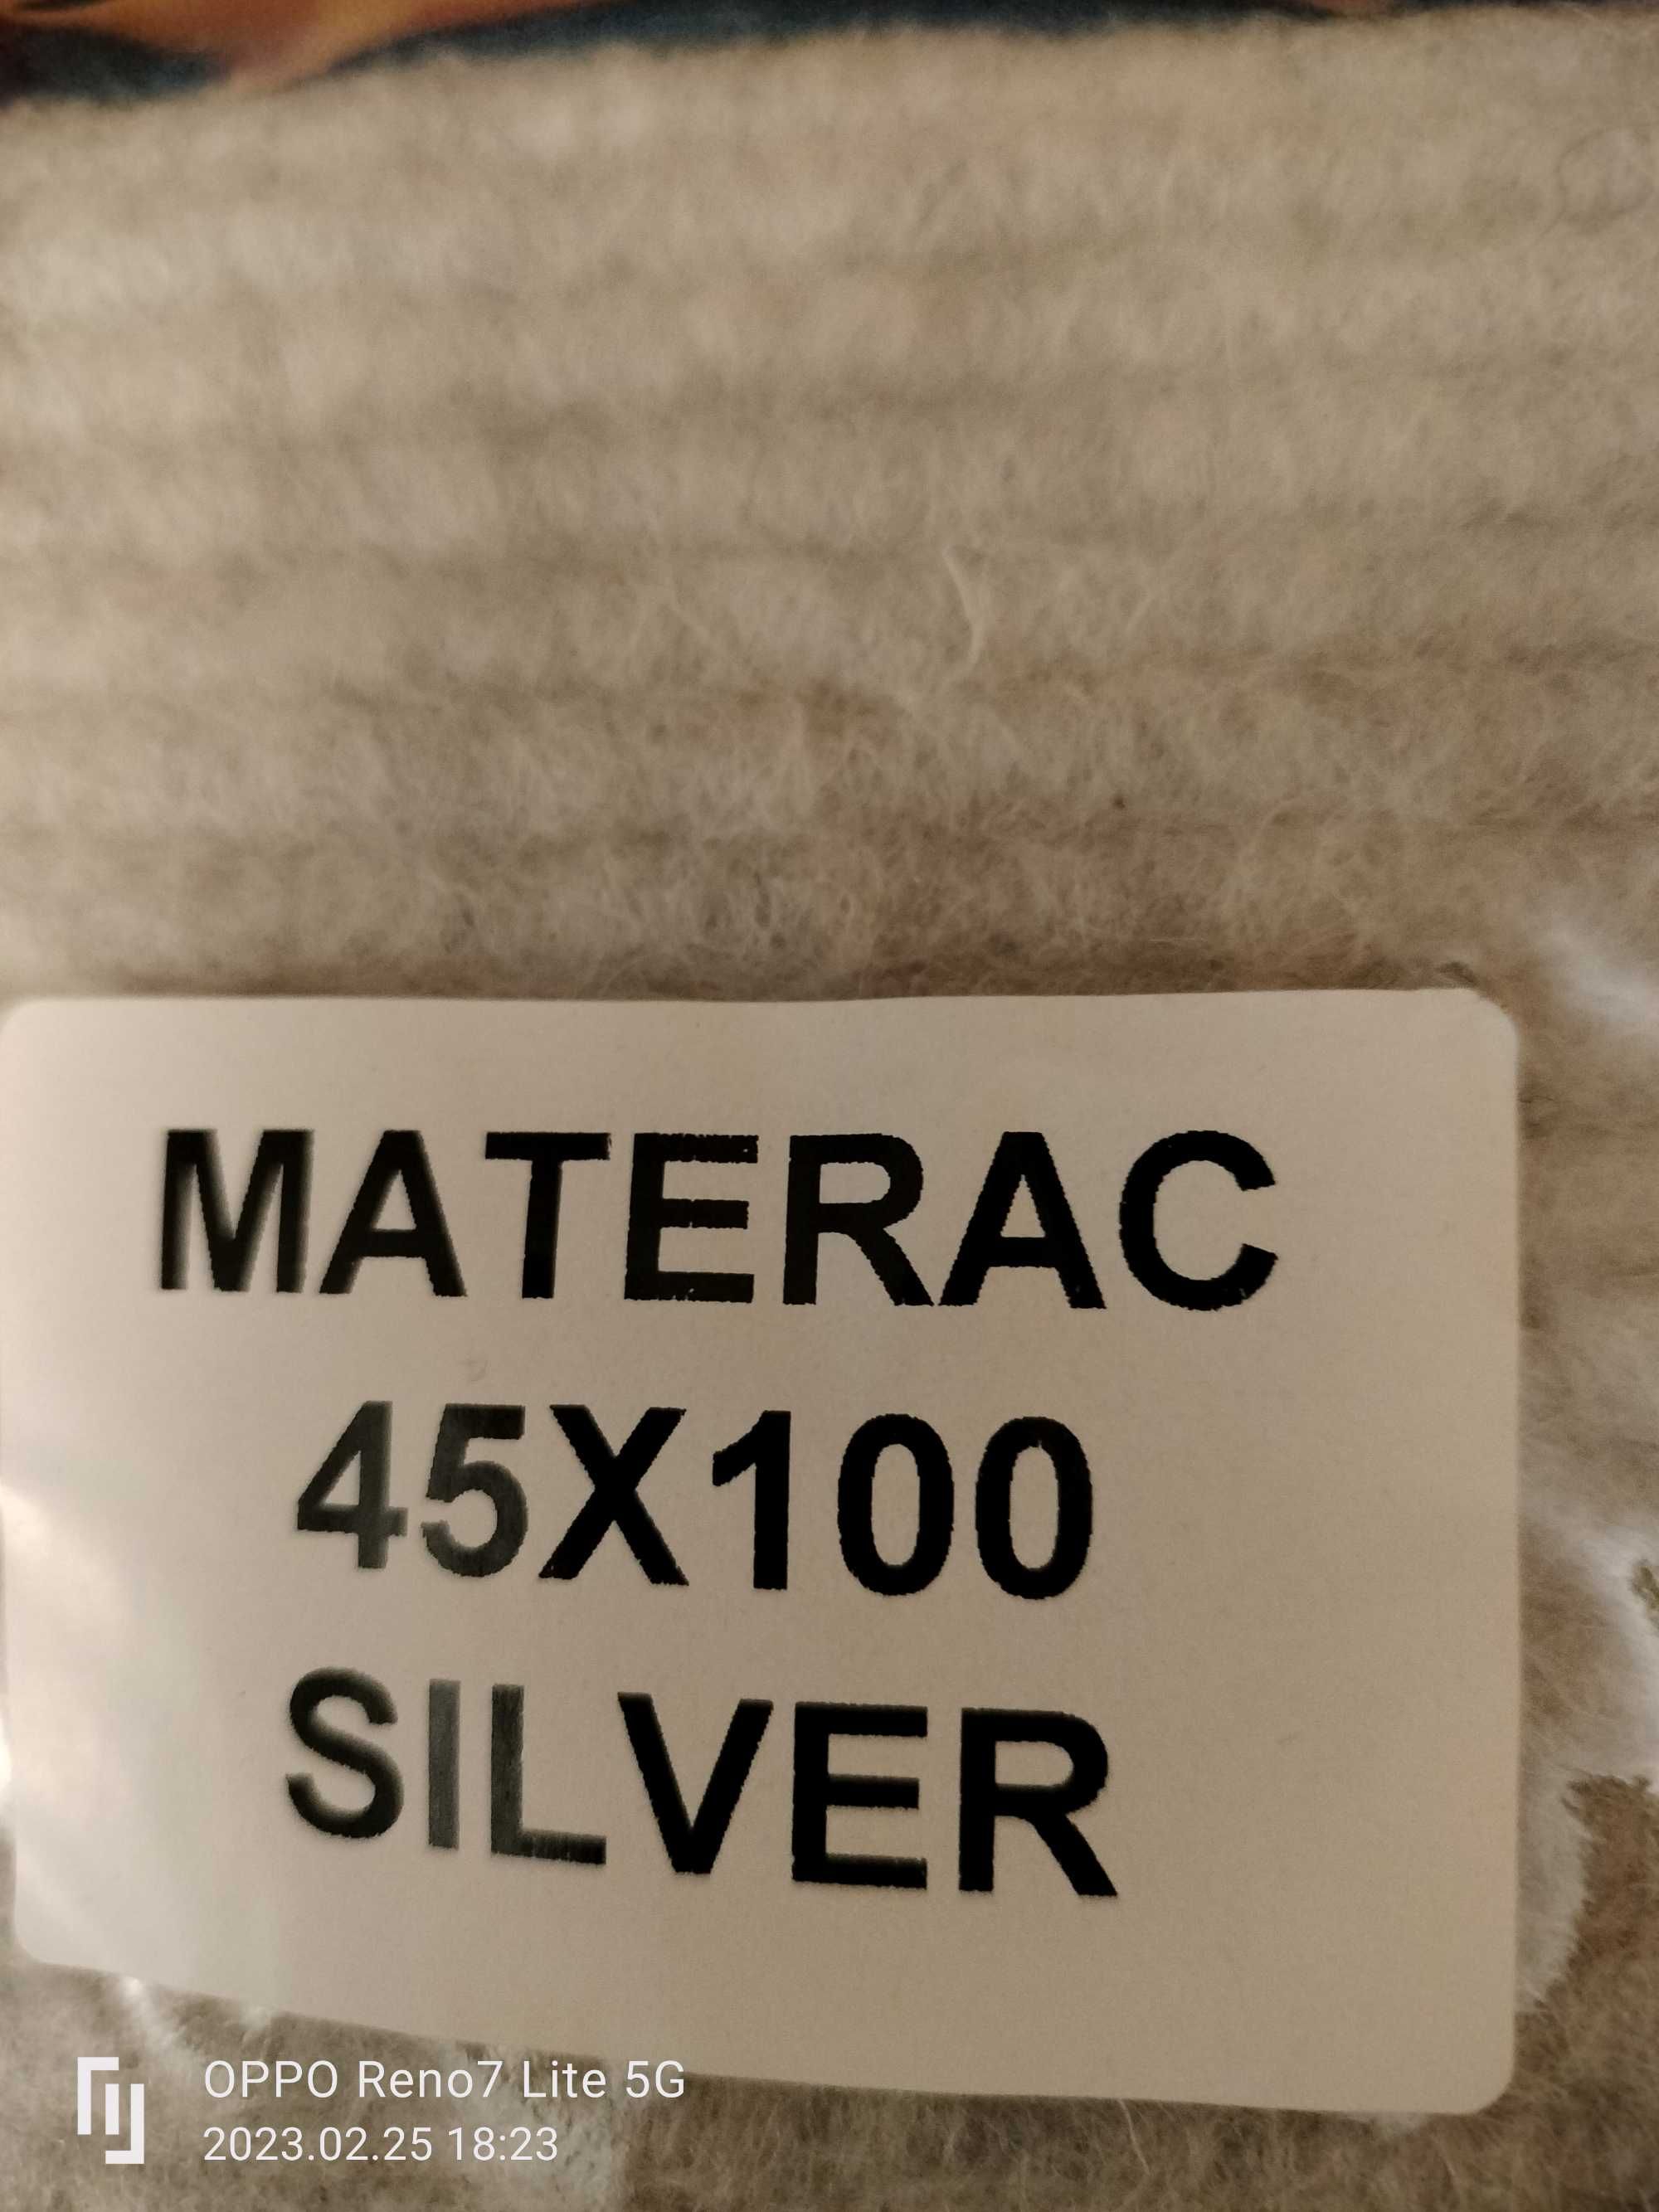 MATERAC
45X100
SILVER
OPPO Reno7 Lite 5G
2023.02.25 18:23